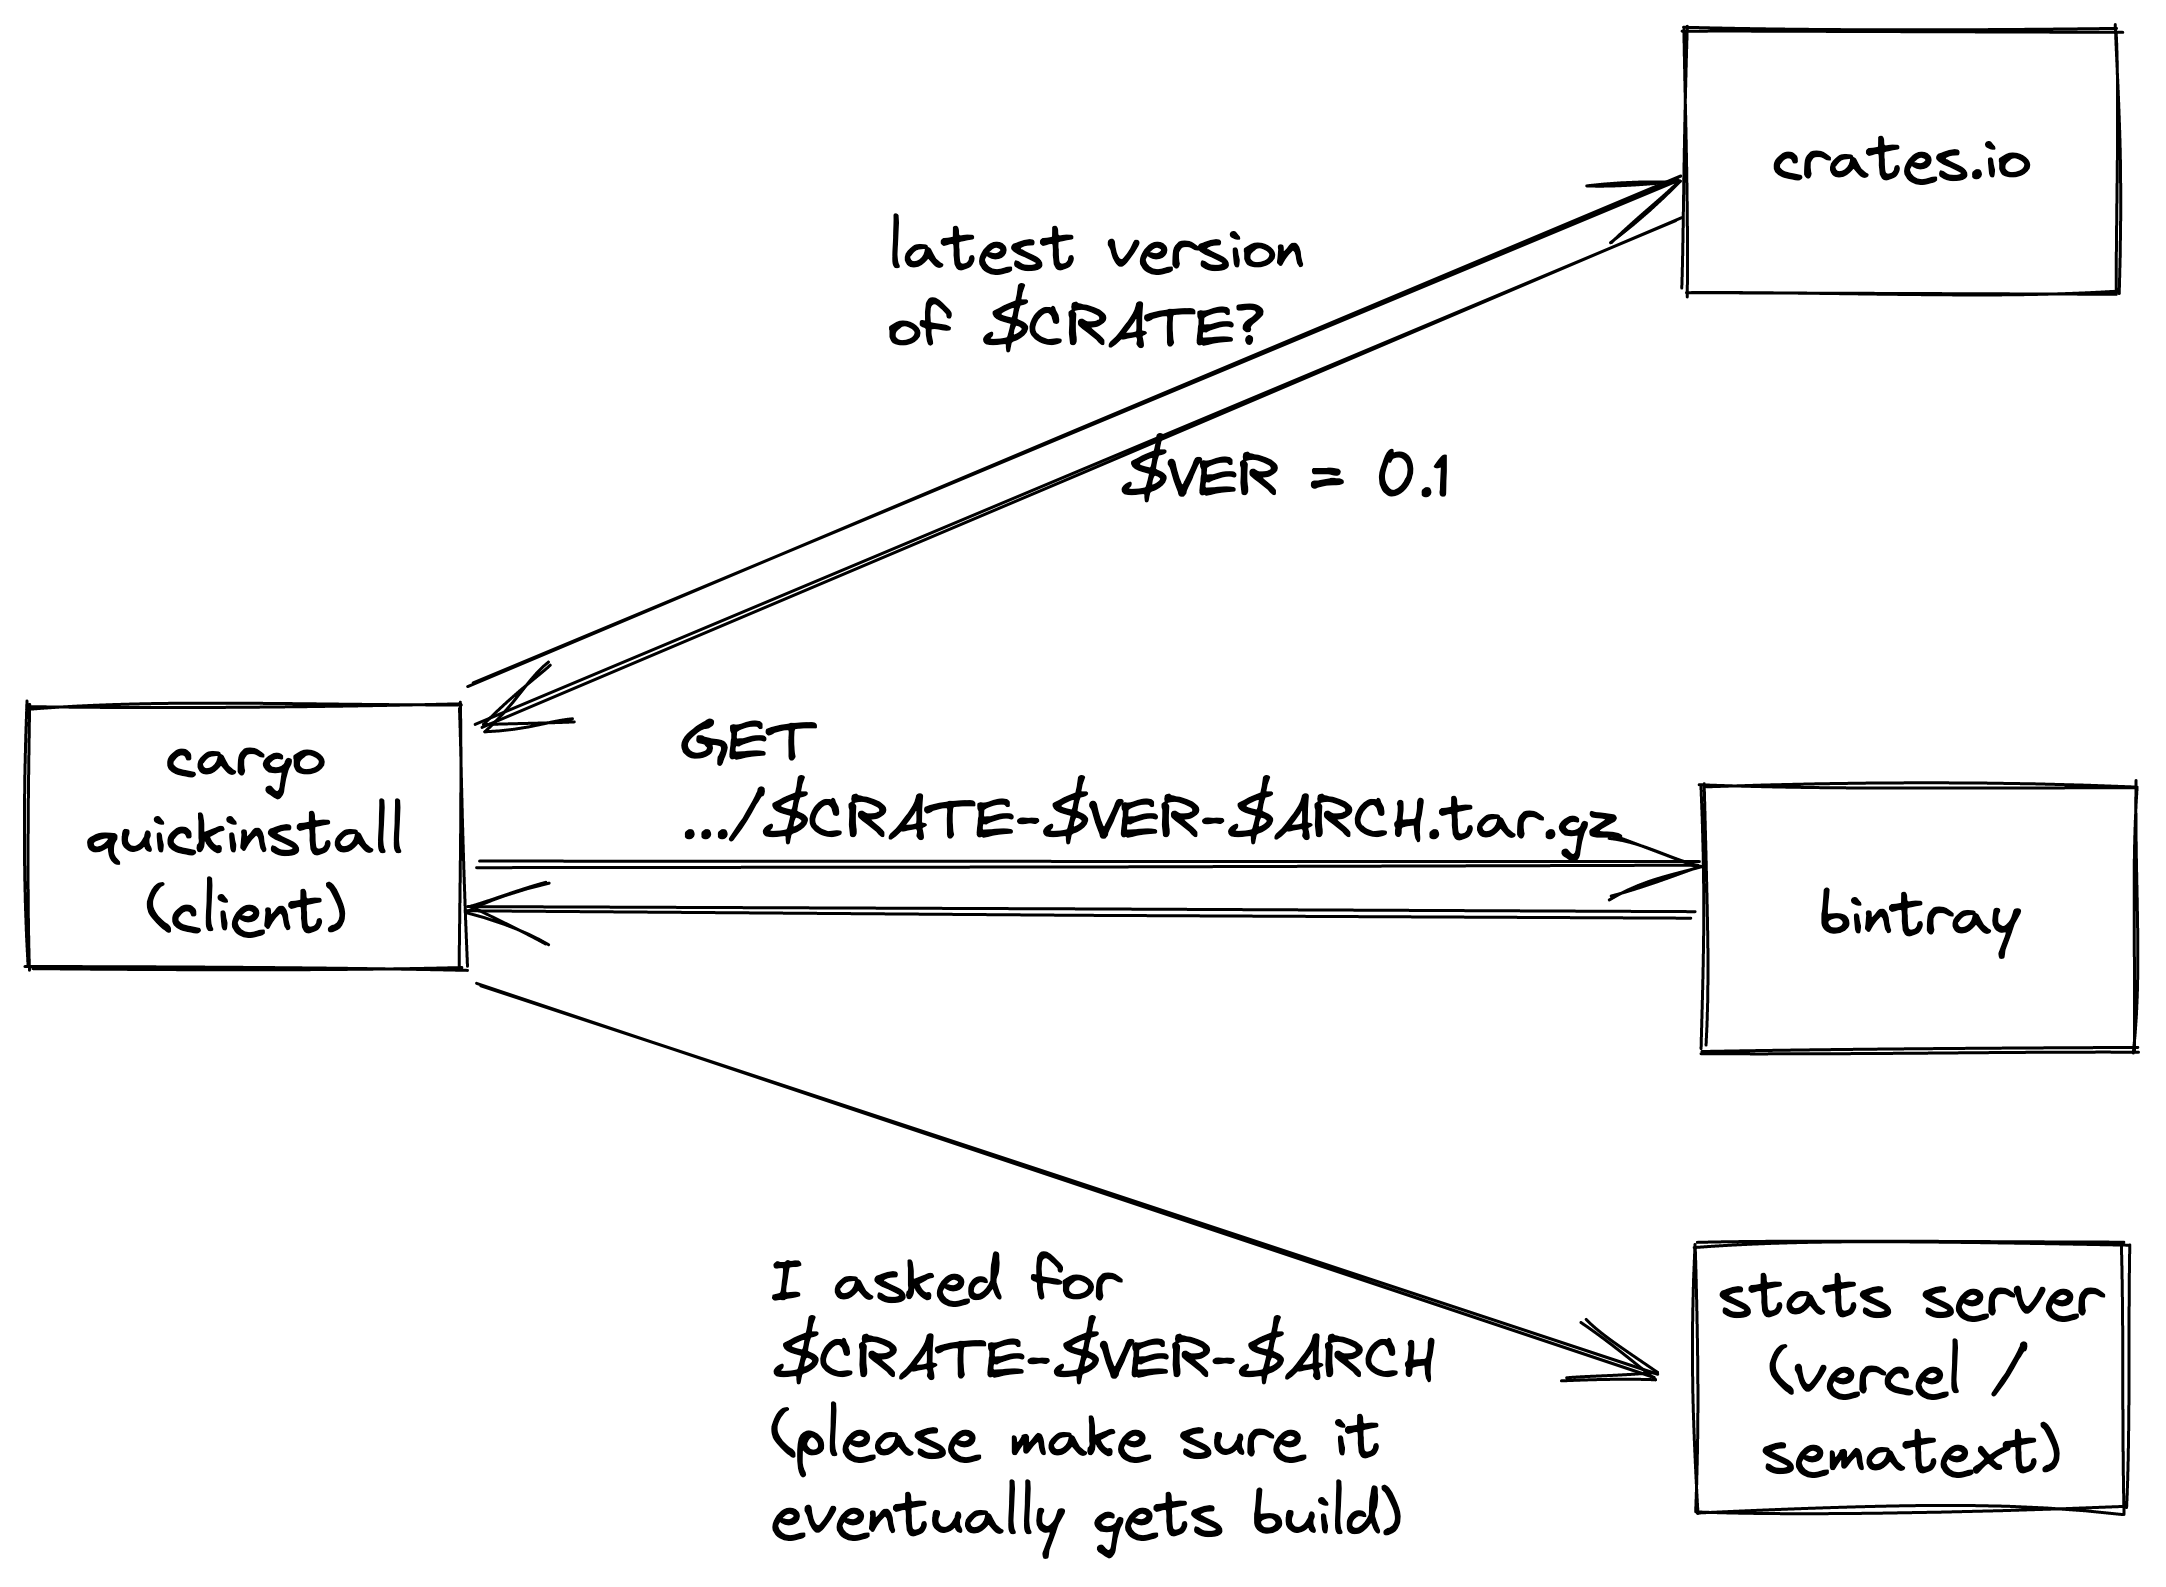 crates.io
latest version
of $CRATE?
$VER = 0.1
cargo
quickinstall
(client)
GET
.../$CRATE-$VER-$ARCH.tar.gz
bintray
I asked for
$CRATE-$VER-$ARCH
(please make sure it
eventually gets build)
stats server
(vercel /
sematext)